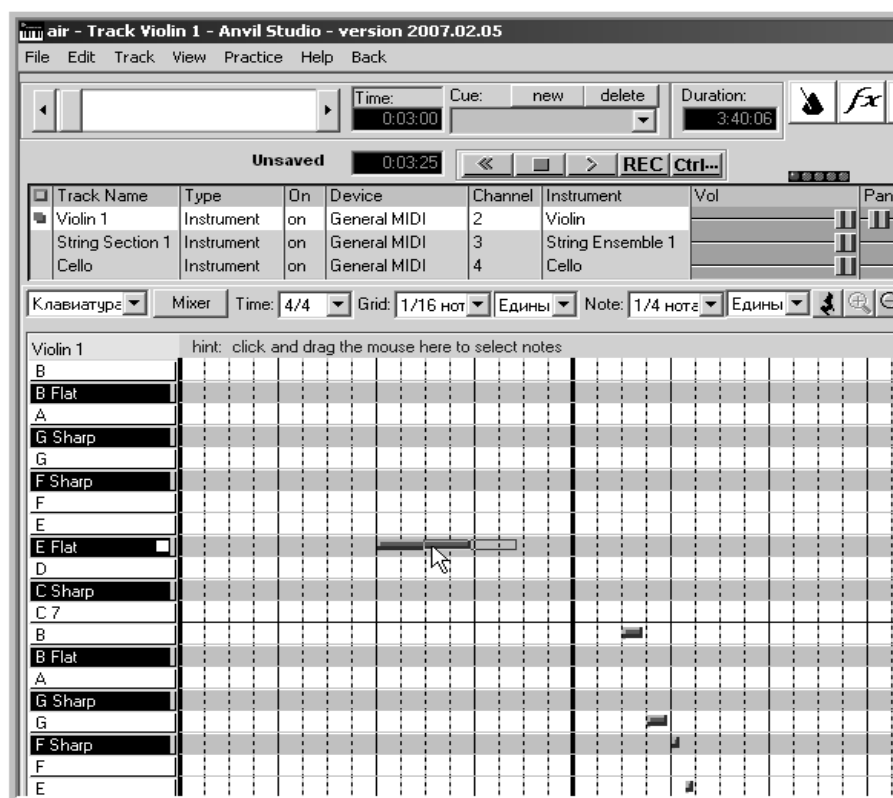 air - Track Violin 1 - Anvil Studio - version 2007.02.05
File Edit Track View Practice Help Back
Time: Cue: new delete Duration:
0:03:00 3:40:06 fx
Unsaved 0:03:25 REC Ctrl...
Track Name Type On Device Channel Instrument Vol Pan
Violin 1 Instrument on General MIDI 2 Violin
String Section 1 Instrument on General MIDI 3 String Ensemble 1
Cello Instrument on General MIDI 4 Cello
Клавиатура Mixer Time: 4/4 Grid: 1/16 нот Едины Note: 1/4 нота Едины
Violin 1 hint: click and drag the mouse here to select notes
B
B Flat
A
G Sharp
G
F Sharp
F
E
E Flat
D
C Sharp
C 7
B
B Flat
A
G Sharp
G
F Sharp
F
E